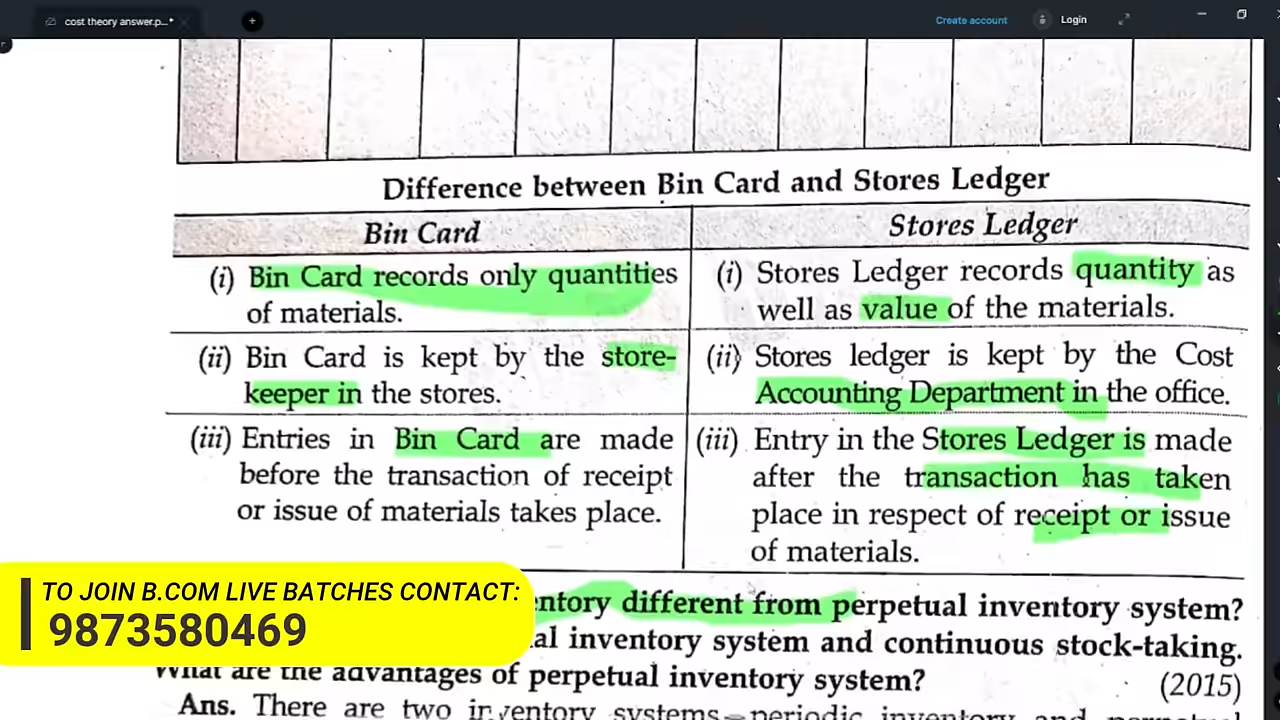 cost theory answer.p...*
Create account
Login
Difference between Bin Card and Stores Ledger
Bin Card
Stores Ledger
(i) Bin Card records only quantities
of materials.
(i) Stores Ledger records quantity as
well as value of the materials.
(ii) Bin Card is kept by the store-
keeper in the stores.
(ii) Stores ledger is kept by the Cost
Accounting Department in the office.
(iii) Entries in Bin Card are made
before the transaction of receipt
or issue of materials takes place.
(iii) Entry in the Stores Ledger is made
after the transaction has taken
place in respect of receipt or issue
of materials.
different from perpetual inventory system?
inventory system and continuous stock-taking.
What are the advantages of perpetual inventory system?
(2015)
Ans. There are two inventory systems—periodic inventory and
TO JOIN B.COM LIVE BATCHES CONTACT:
9873580469